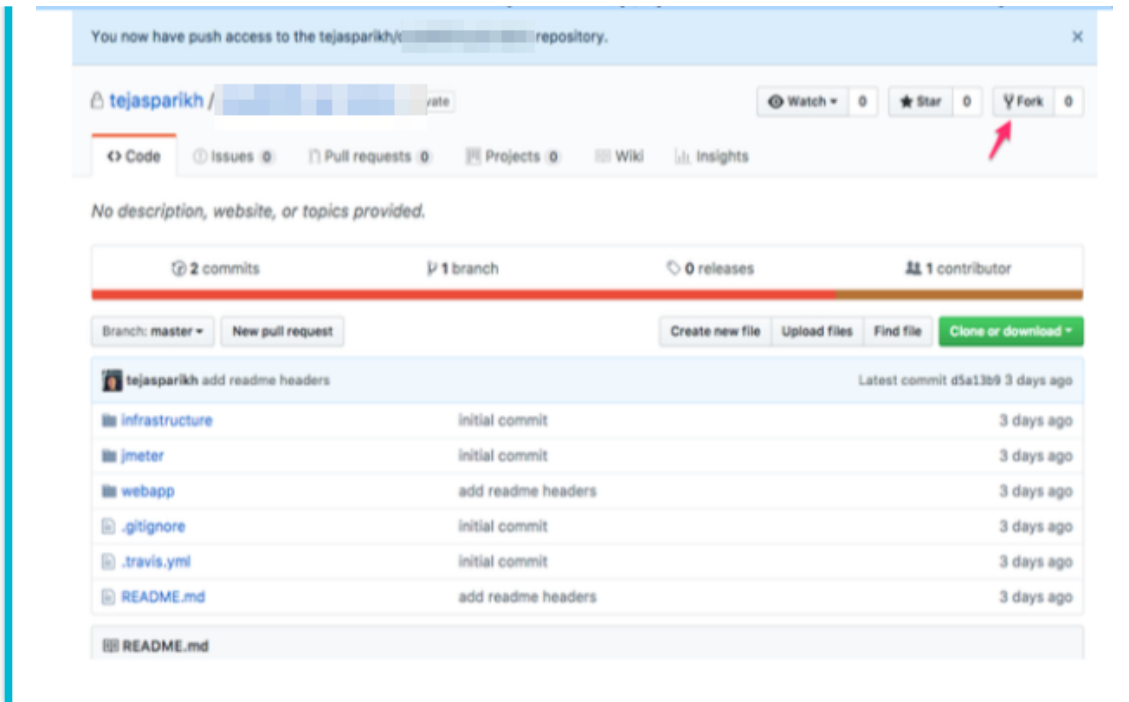 You now have push access to the tejasparikh/ repository. ×
tejasparikh / vate Watch 0 Star 0 Fork 0
<> Code Issues 0 Pull requests 0 Projects 0 Wiki Insights
No description, website, or topics provided.
2 commits 1 branch 0 releases 1 contributor
Branch: master New pull request Create new file Upload files Find file Clone or download
tejasparikh add readme headers Latest commit d5a13b9 3 days ago
infrastructure initial commit 3 days ago
jmeter initial commit 3 days ago
webapp add readme headers 3 days ago
.gitignore initial commit 3 days ago
.travis.yml initial commit 3 days ago
README.md add readme headers 3 days ago
README.md